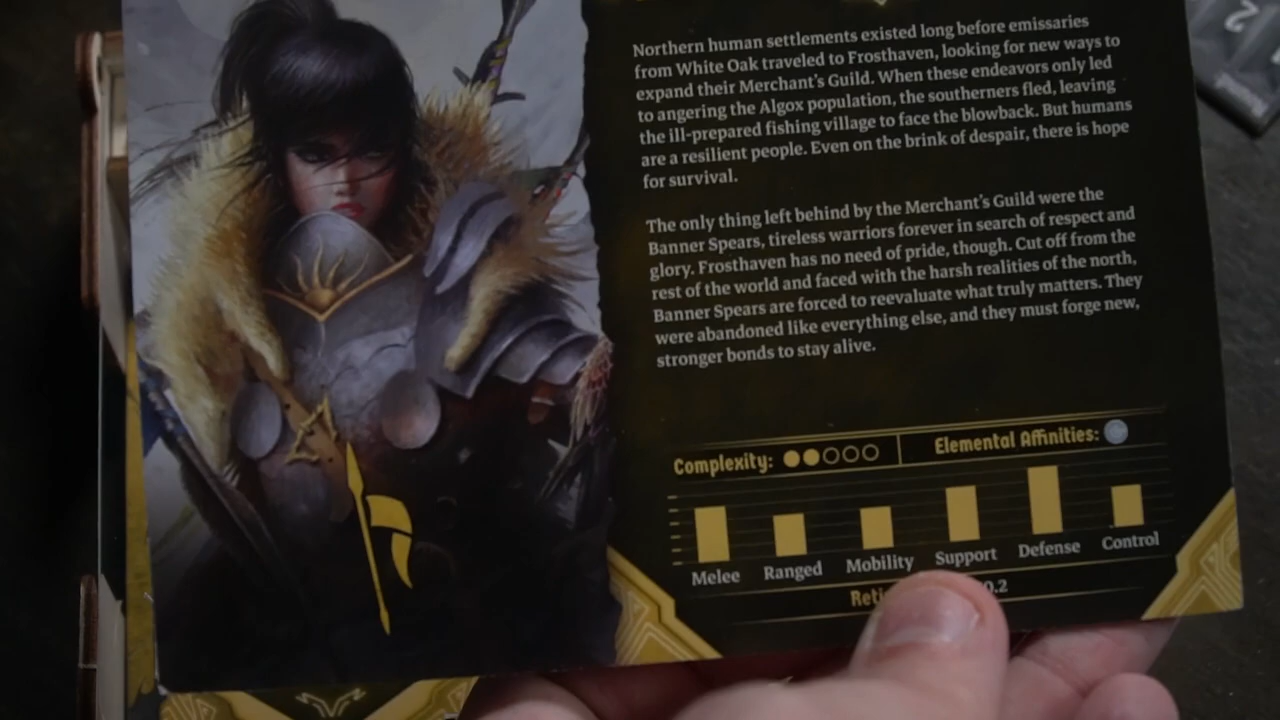 Northern human settlements existed long before emissaries
from White Oak traveled to Frosthaven, looking for new ways to
expand their Merchant's Guild. When these endeavors only led
to angering the Algox population, the southerners fled, leaving
the ill-prepared fishing village to face the blowback. But humans
are a resilient people. Even on the brink of despair, there is hope
for survival.
The only thing left behind by the Merchant's Guild were the
Banner Spears, tireless warriors forever in search of respect and
glory. Frosthaven has no need of pride, though. Cut off from the
rest of the world and faced with the harsh realities of the north,
Banner Spears are forced to reevaluate what truly matters. They
were abandoned like everything else, and they must forge new,
stronger bonds to stay alive.
Complexity: Elemental Affinities:
Melee Ranged Mobility Support Defense Control